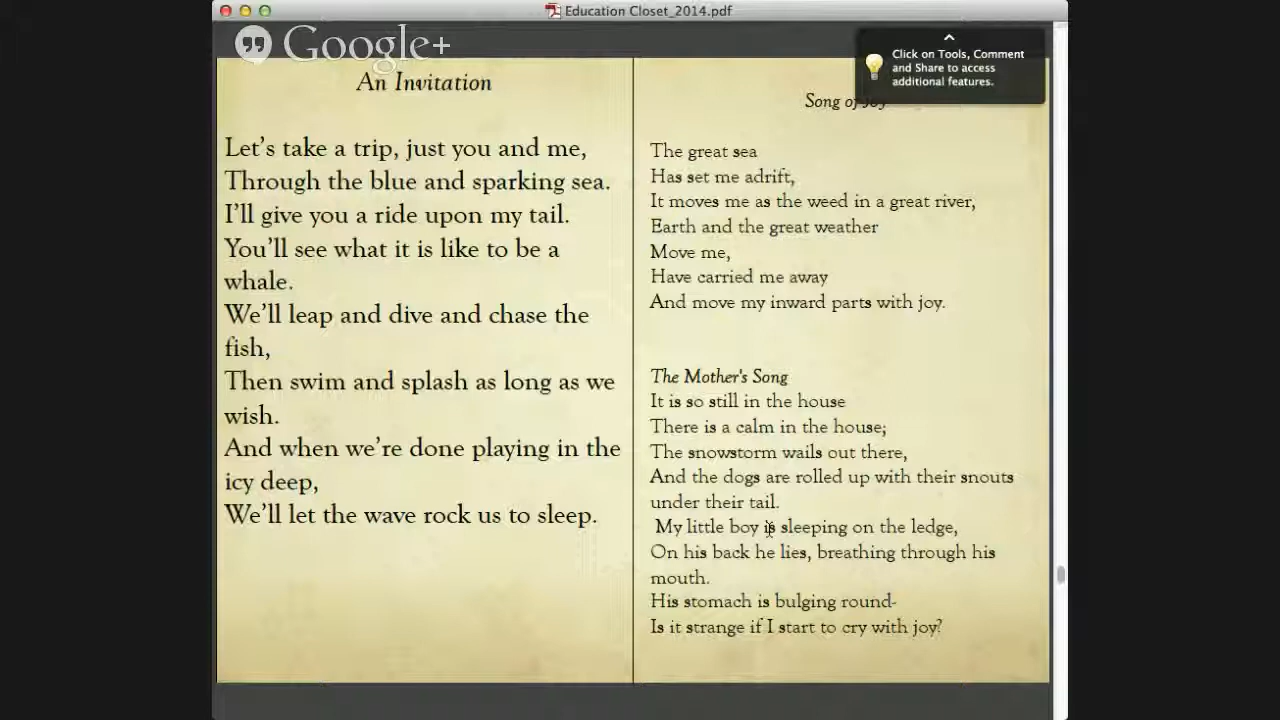 Education Closet_2014.pdf
Google+
Click on Tools, Comment
and Share to access
additional features.
An Invitation
Let's take a trip, just you and me,
Through the blue and sparking sea.
I'll give you a ride upon my tail.
You'll see what it is like to be a
whale.
We'll leap and dive and chase the
fish,
Then swim and splash as long as we
wish.
And when we're done playing in the
icy deep,
We'll let the wave rock us to sleep.
Song of Joy
The great sea
Has set me adrift,
It moves me as the weed in a great river,
Earth and the great weather
Move me,
Have carried me away
And move my inward parts with joy.
The Mother's Song
It is so still in the house
There is a calm in the house;
The snowstorm wails out there,
And the dogs are rolled up with their snouts
under their tail.
My little boy is sleeping on the ledge,
On his back he lies, breathing through his
mouth.
His stomach is bulging round-
Is it strange if I start to cry with joy?